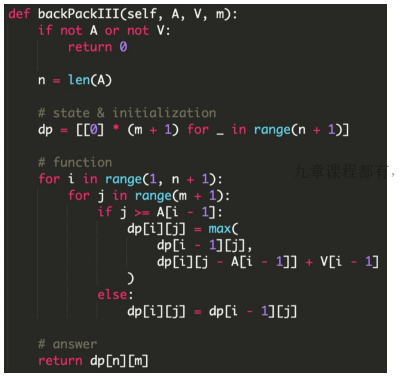 def backPackIII(self, A, V, m):
    if not A or not V:
        return 0
    n = len(A)
    # state & initialization
    dp = [[0] * (m + 1) for _ in range(n + 1)]
    # function
九章课程都有,
    for i in range(1, n + 1):
        for j in range(m + 1):
            if j >= A[i - 1]:
                dp[i][j] = max(
                    dp[i - 1][j],
                    dp[i][j - A[i - 1]] + V[i - 1]
                )
            else:
                dp[i][j] = dp[i - 1][j]
    # answer
    return dp[n][m]